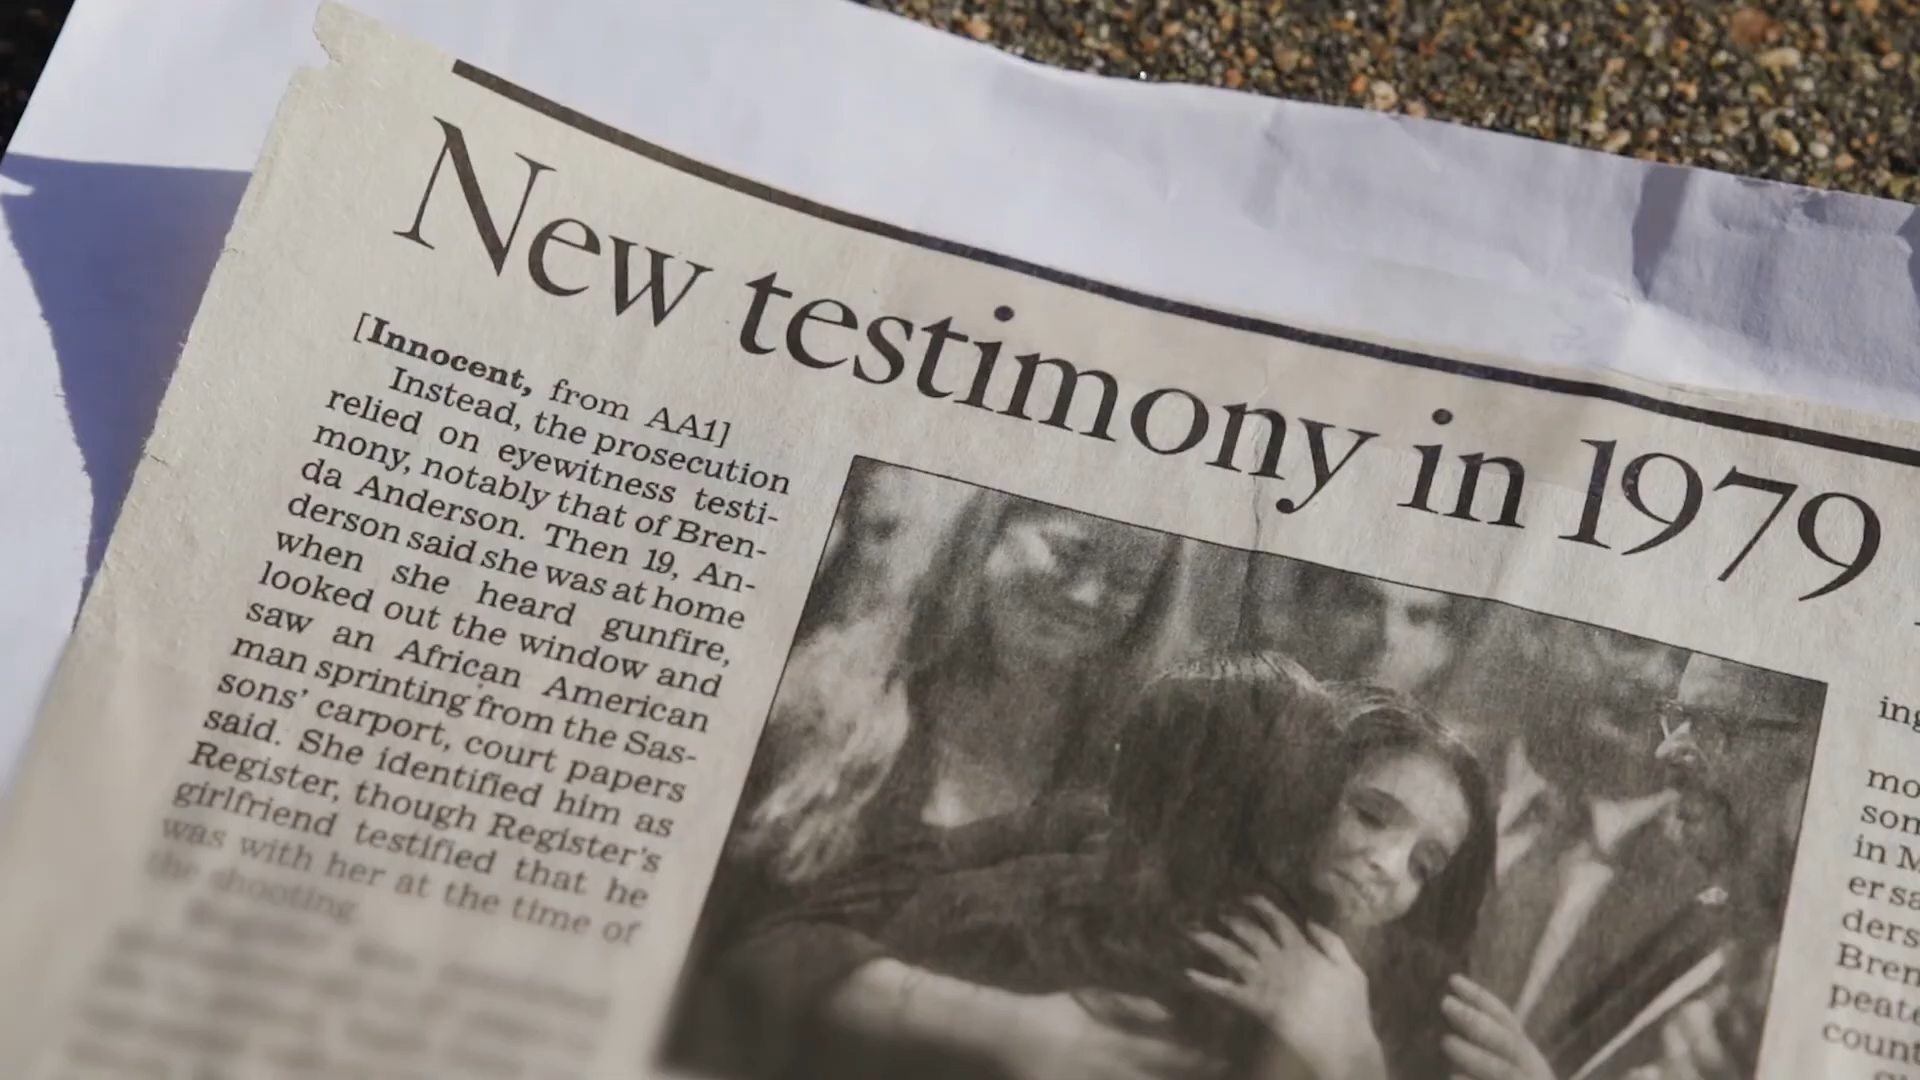 New testimony in 1979
[Innocent, from AA1]
Instead, the prosecution
relied on eyewitness testi-
mony, notably that of Bren-
da Anderson. Then 19, An-
derson said she was at home
when she heard gunfire,
looked out the window and
saw an African American
man sprinting from the Sas-
sons' carport, court papers
said. She identified him as
Register, though Register's
girlfriend testified that he
was with her at the time of
the shooting.
ing
mo
som
in M
er sa
ders
Bren
peate
count